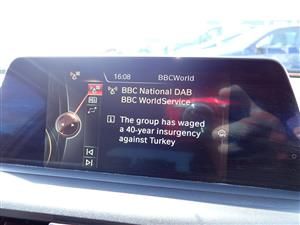 16:08 BBCWorld
BBC National DAB
BBC WorldService
The group has waged
a 40-year insurgency
against Turkey